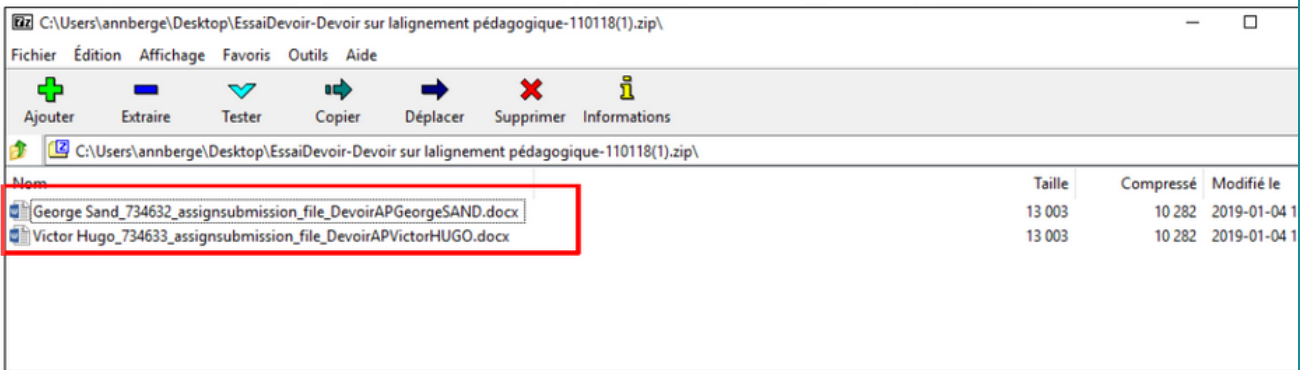 7z C:\Users\annberge\Desktop\EssaiDevoir-Devoir sur lalignement pédagogique-110118(1).zip\
Fichier Édition Affichage Favoris Outils Aide
Ajouter Extraire Tester Copier Déplacer Supprimer Informations
C:\Users\annberge\Desktop\EssaiDevoir-Devoir sur lalignement pédagogique-110118(1).zip\
Nom Taille Compressé Modifié le
George Sand_734632_assignsubmission_file_DevoirAPGeorgeSAND.docx 13 003 10 282 2019-01-04 1
Victor Hugo_734633_assignsubmission_file_DevoirAPVictorHUGO.docx 13 003 10 282 2019-01-04 1